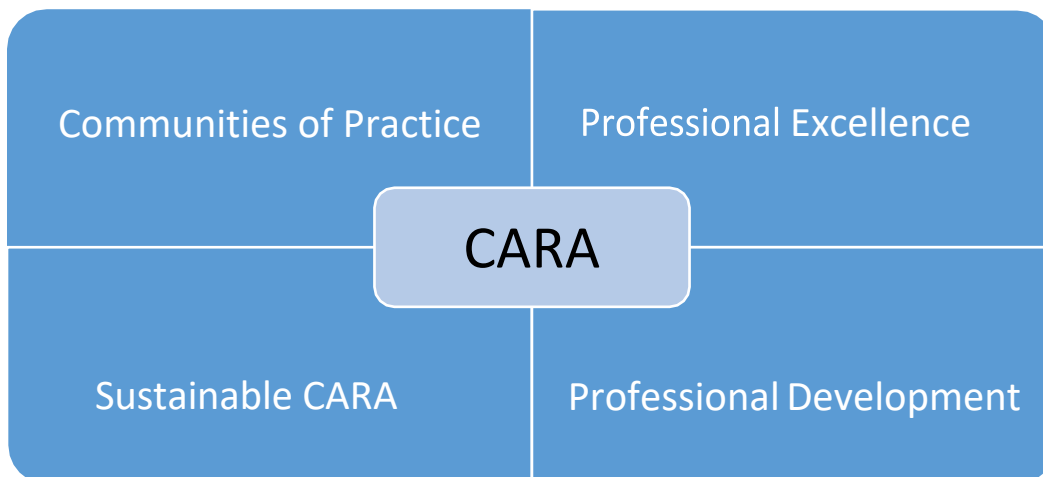 Communities of Practice
Professional Excellence
CARA
Sustainable CARA
Professional Development